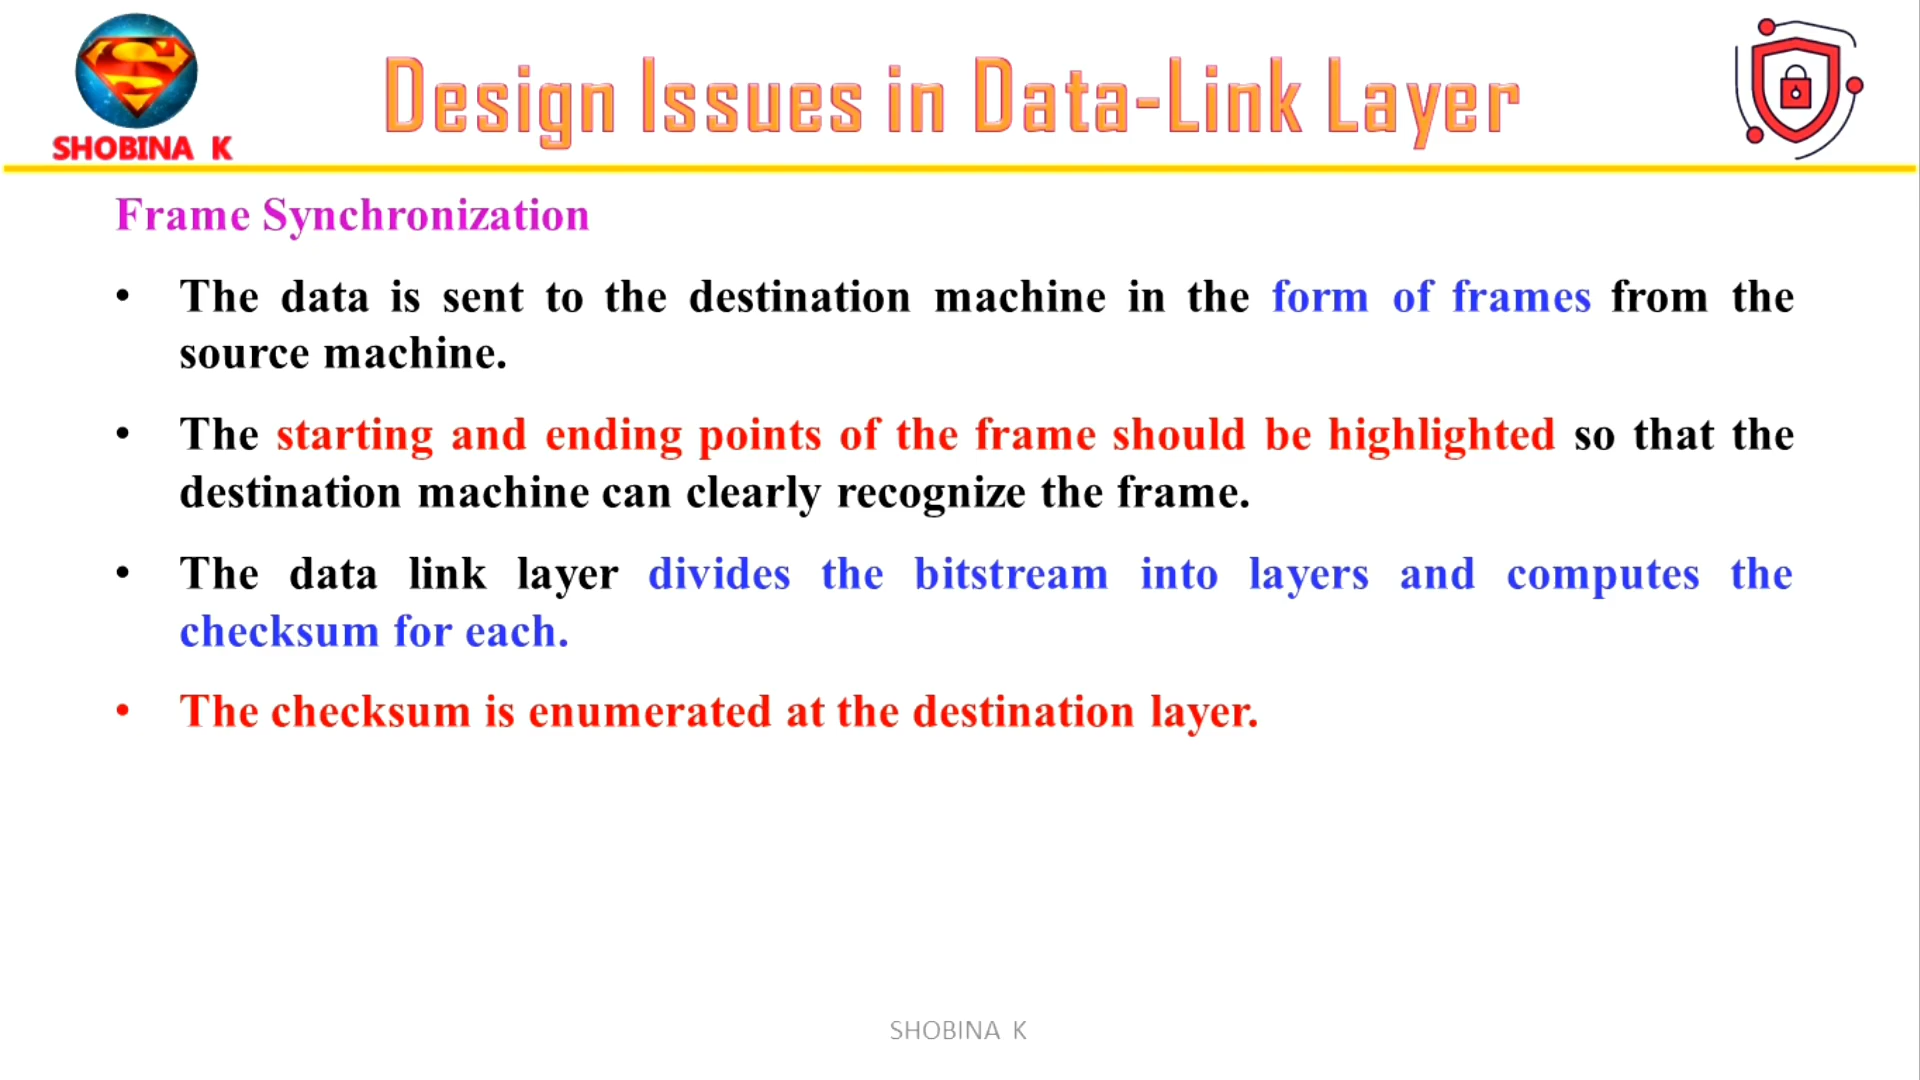 Design Issues in Data-Link Layer
SHOBINA K
Frame Synchronization
• The data is sent to the destination machine in the form of frames from the
source machine.
• The starting and ending points of the frame should be highlighted so that the
destination machine can clearly recognize the frame.
• The data link layer divides the bitstream into layers and computes the
checksum for each.
• The checksum is enumerated at the destination layer.
SHOBINA K